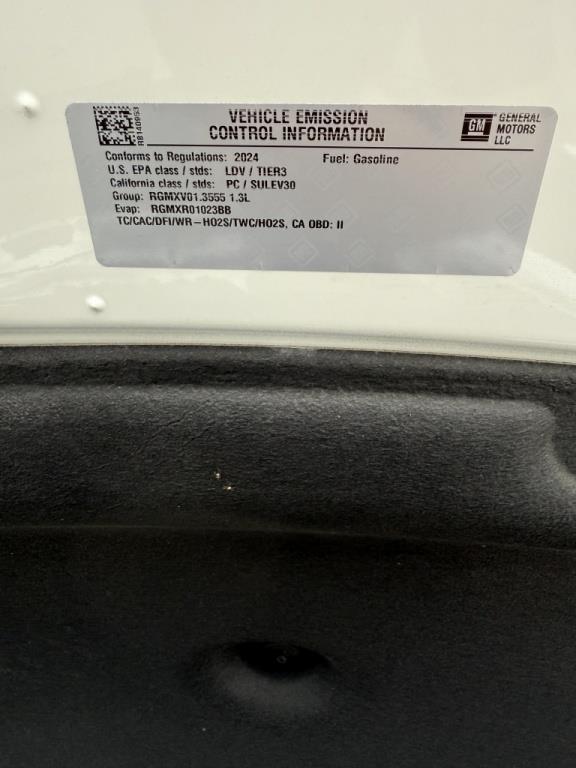 VEHICLE EMISSION
CONTROL INFORMATION
GM
GENERAL
MOTORS
LLC
Conforms to Regulations: 2024 Fuel: Gasoline
U.S. EPA class / stds: LDV / TIER3
California class / stds: PC / SULEV30
Group: RGMXV01.3555 1.3L
Evap: RGMXR01023BB
TC/CAC/DFI/WR-HO2S/TWC/HO2S, CA OBD: II